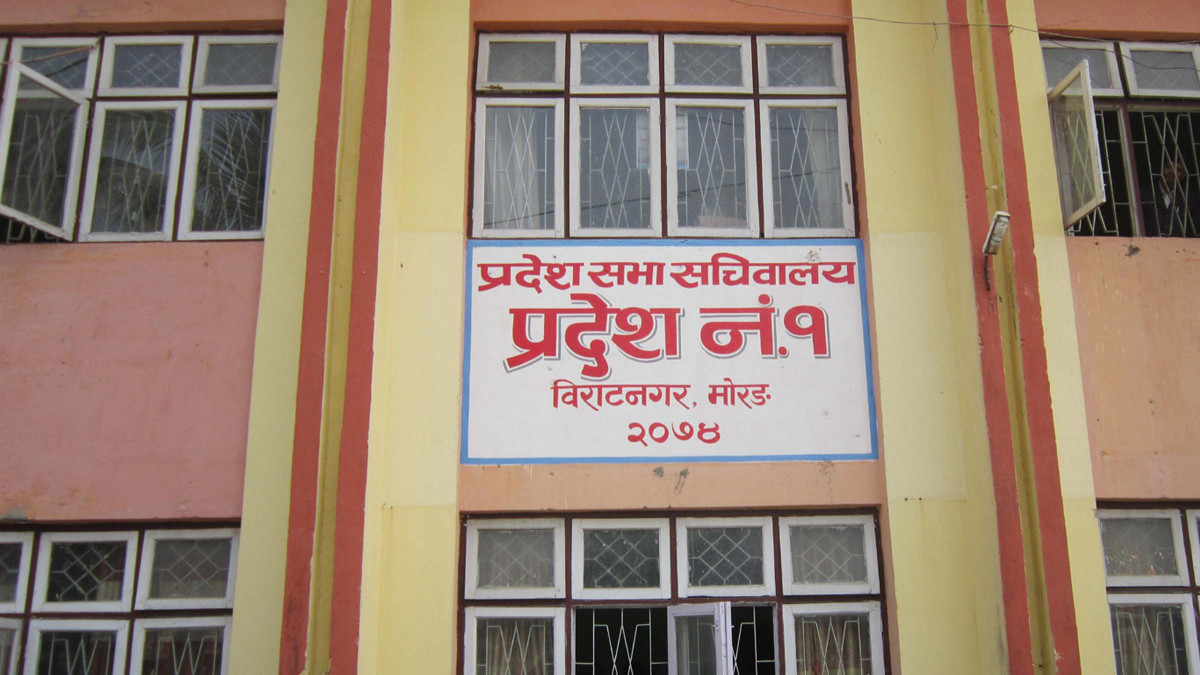 प्रदेश सभा सचिवालय
प्रदेश नं.१
विराटनगर, मोरङ
२०७४